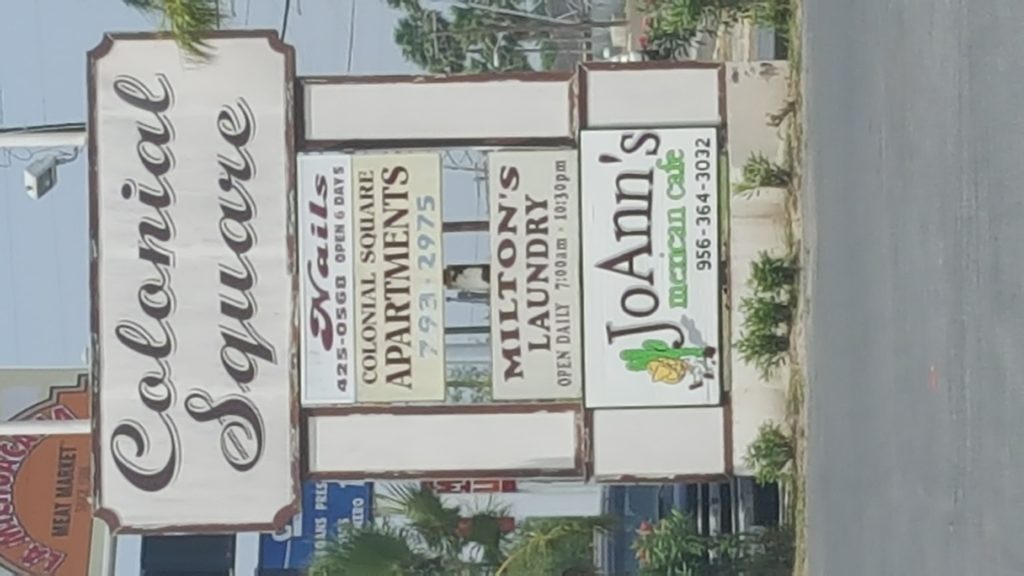 Colonial
Square
Nails
425-0568 OPEN 6 DAYS
COLONIAL SQUARE
APARTMENTS
793-2975
MILTON'S
LAUNDRY
OPEN DAILY 7:00am - 10:30pm
JoAnn's
mexican cafe
956-364-3032
LA
MEAT MARKET